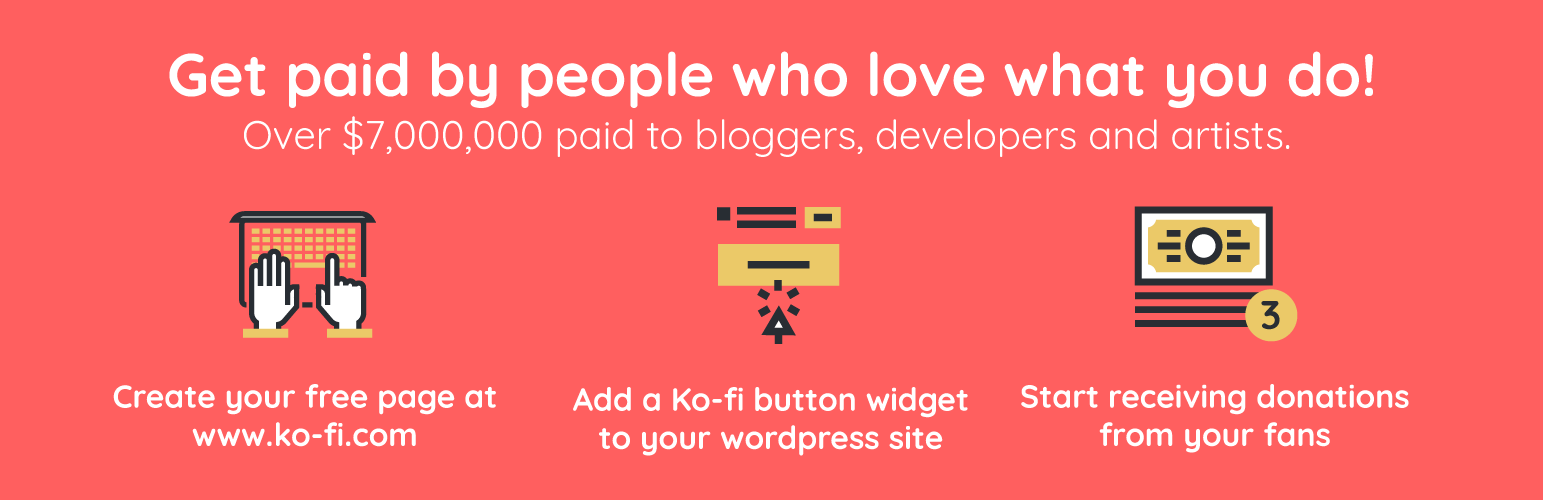 Get paid by people who love what you do!
Over $7,000,000 paid to bloggers, developers and artists.
3
Create your free page at
www.ko-fi.com
Add a Ko-fi button widget
to your wordpress site
Start receiving donations
from your fans